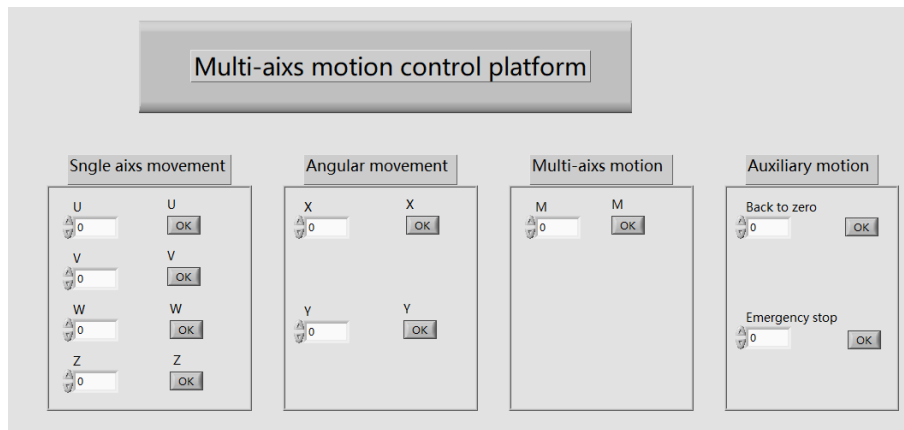 Multi-aixs motion control platform
Sngle aixs movement
U U
0 OK
V V
0 OK
W W
0 OK
Z Z
0 OK
Angular movement
X X
0 OK
Y Y
0 OK
Multi-aixs motion
M M
0 OK
Auxiliary motion
Back to zero
0 OK
Emergency stop
0 OK